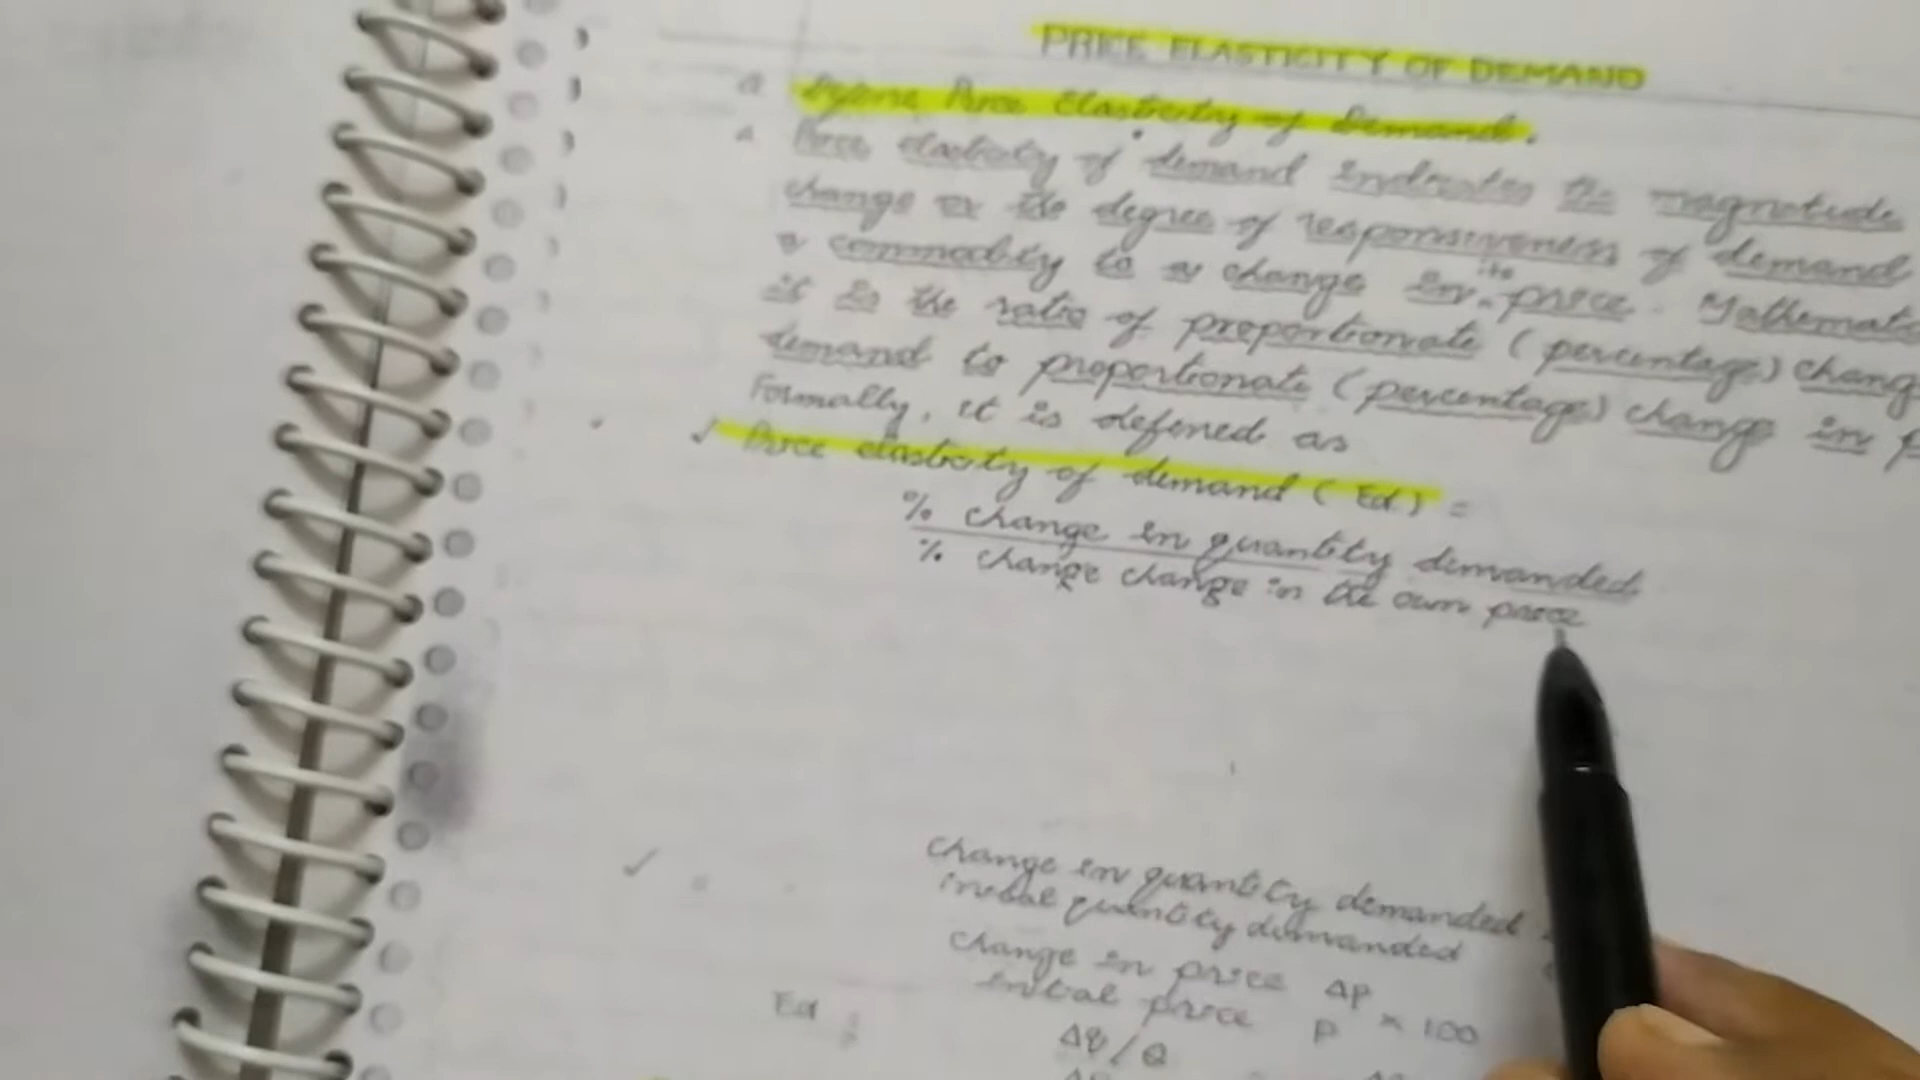 PRICE ELASTICITY OF DEMAND
Q Define Price Elasticity of Demand.
A Price elasticity of demand indicates the magnitude
change or the degree of responsiveness of demand
a commodity to a change in its price. Mathematic
it is the ratio of proportionate (percentage) chang
demand to proportionate (percentage) change in p
Formally, it is defined as
✓ Price elasticity of demand (Ed) =
% change in quantity demanded
% change change in the own price
✓
change in quantity demanded
initial quantity demanded
change in price ΔP
initial price P × 100
Ed
Δq/Q